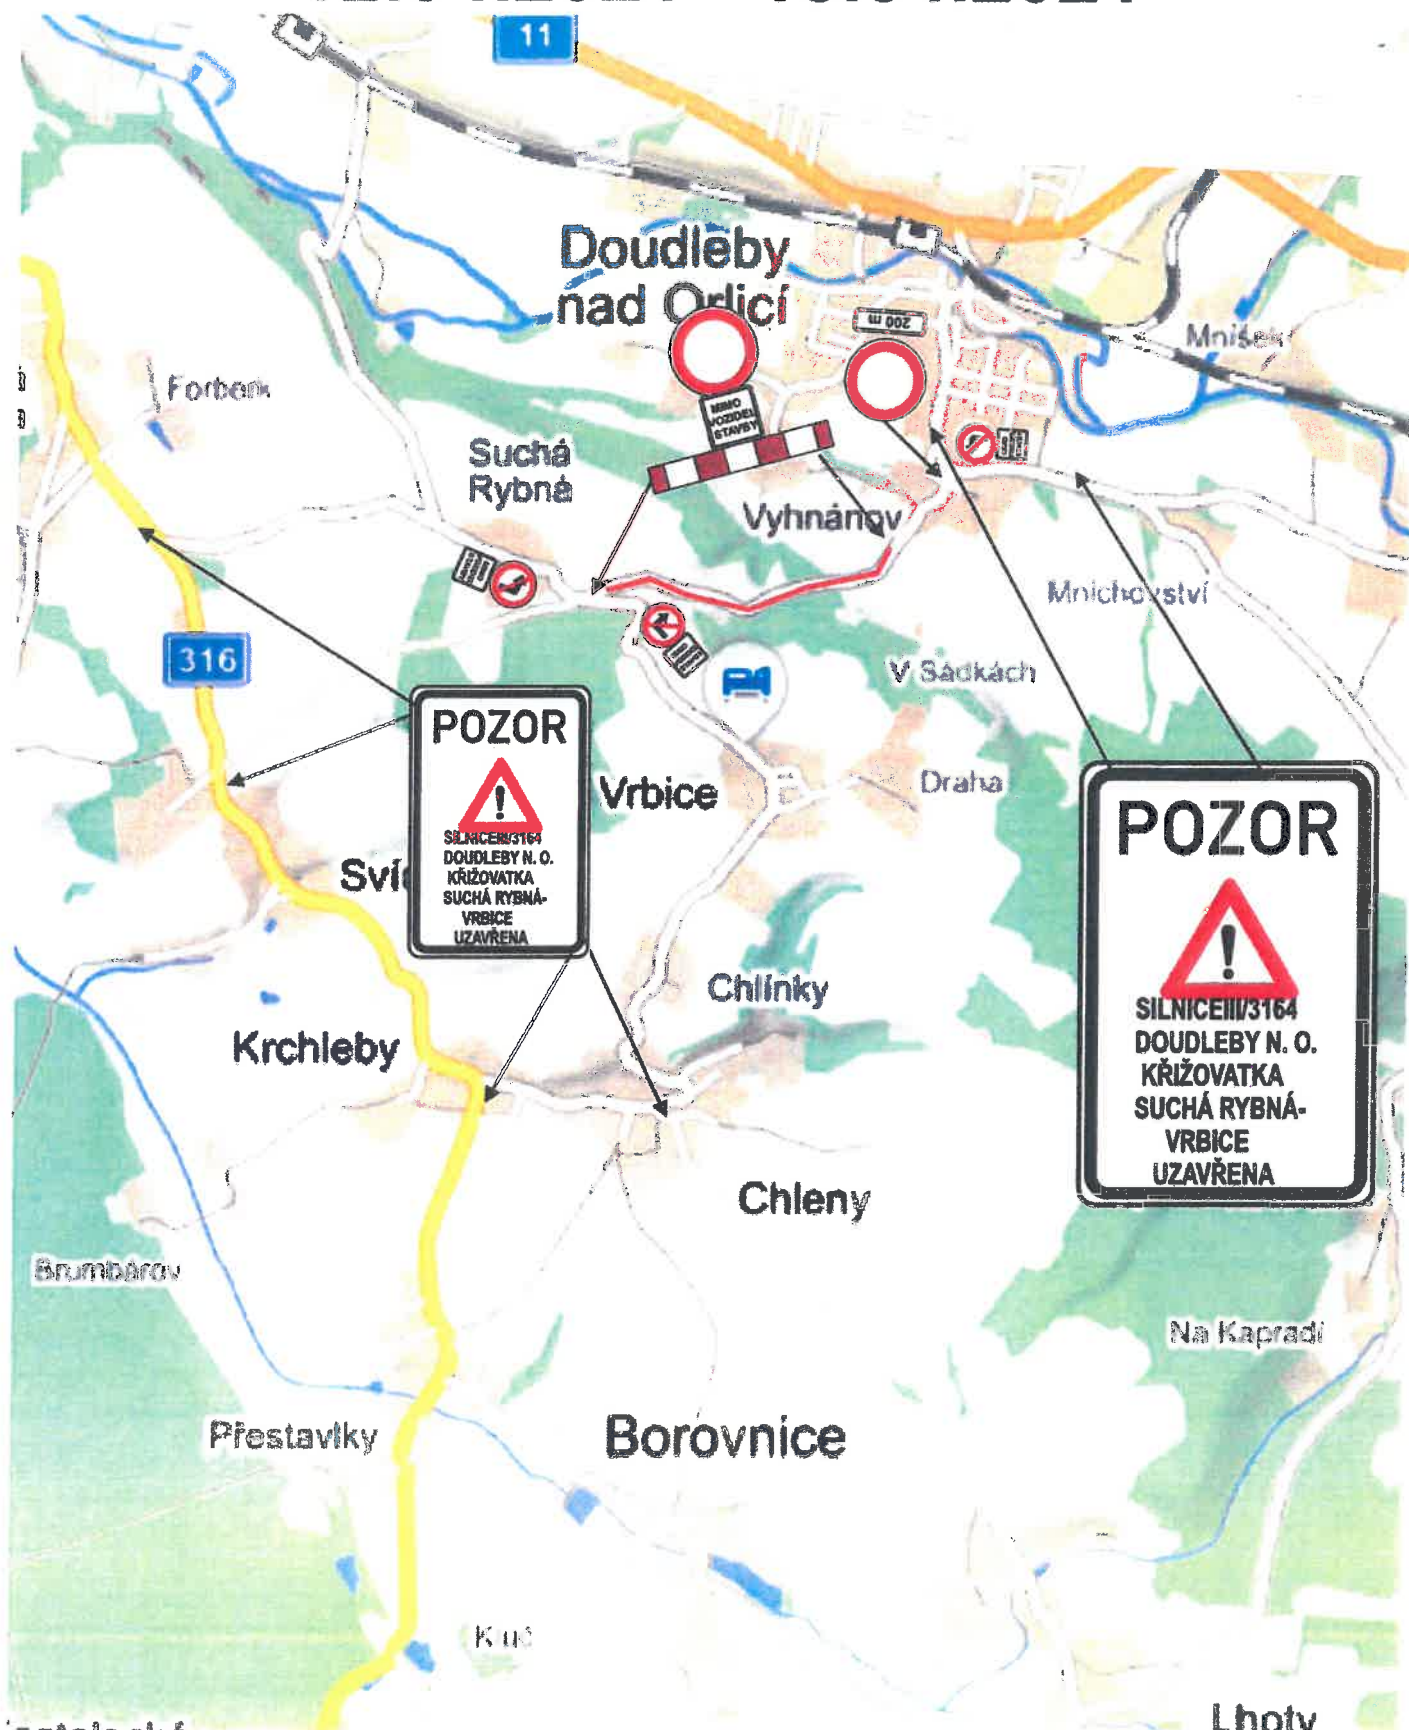 11
Doudleby
nad Orlicí
200 m
Mnišek
Forberk
MIMO
VOZIDEL
STAVBY
Suchá
Rybná
Vyhnánov
Mnichovství
316
V Sádkách
POZOR
!
SILNICEIII/3164
DOUDLEBY N. O.
KŘIŽOVATKA
SUCHÁ RYBNÁ-
VRBICE
UZAVŘENA
Vrbice
Draha
POZOR
!
SILNICEIII/3164
DOUDLEBY N. O.
KŘIŽOVATKA
SUCHÁ RYBNÁ-
VRBICE
UZAVŘENA
Chlínky
Krchleby
Chleny
Brumbárov
Na Kapradí
Přestavlky
Borovnice
Lhoty